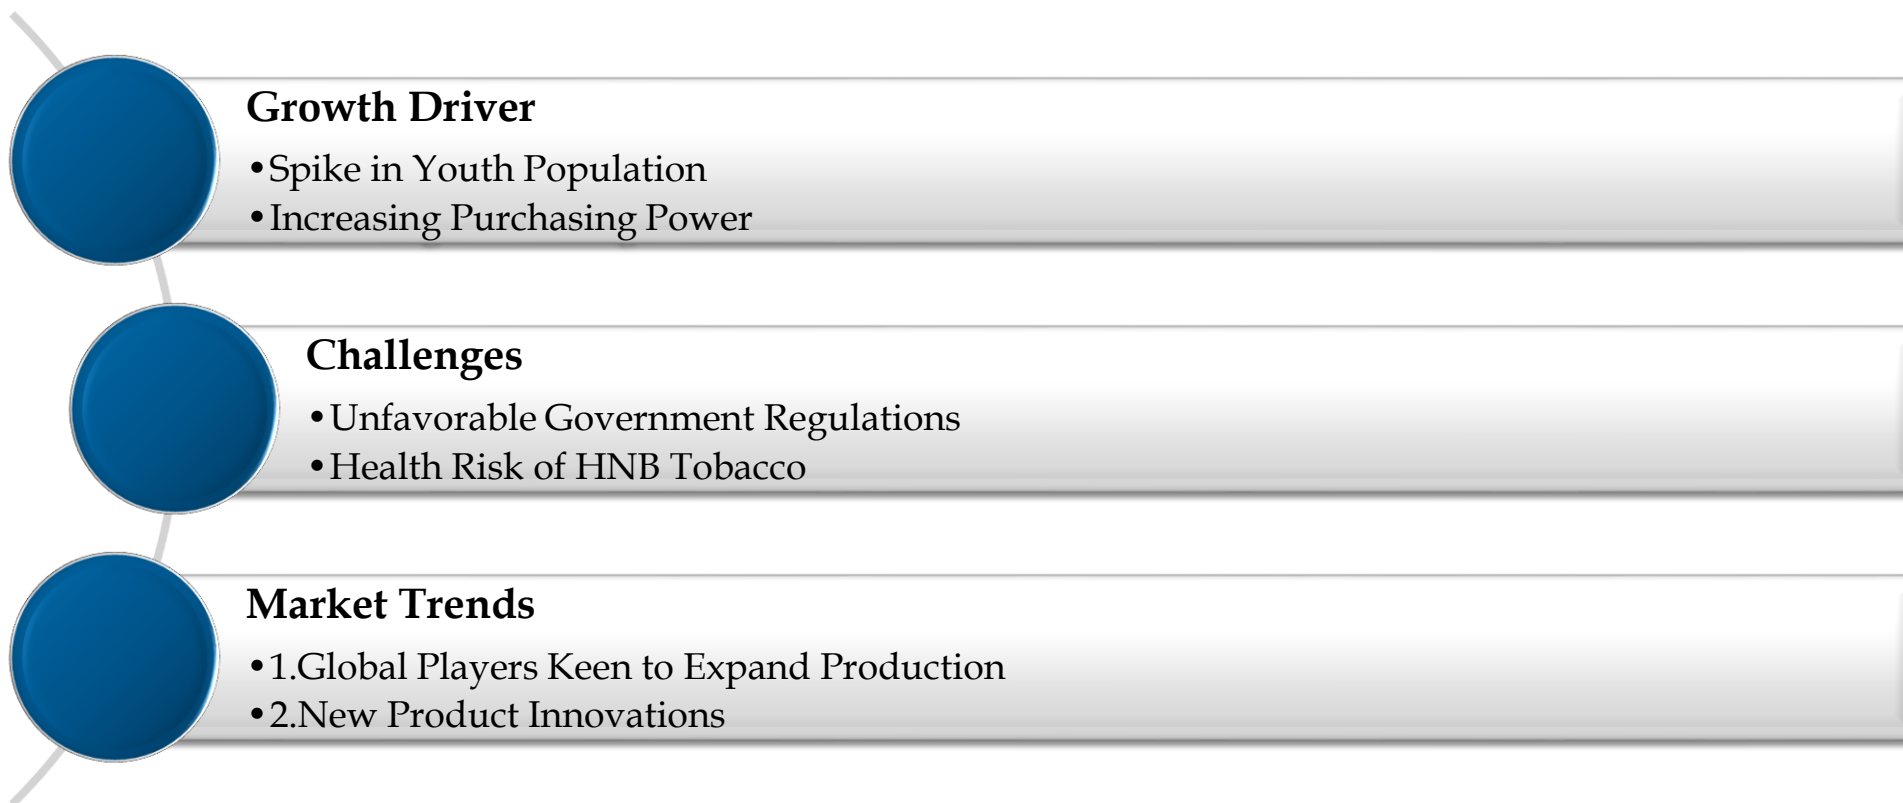 Growth Driver
•Spike in Youth Population
•Increasing Purchasing Power
Challenges
•Unfavorable Government Regulations
•Health Risk of HNB Tobacco
Market Trends
•1.Global Players Keen to Expand Production
•2.New Product Innovations